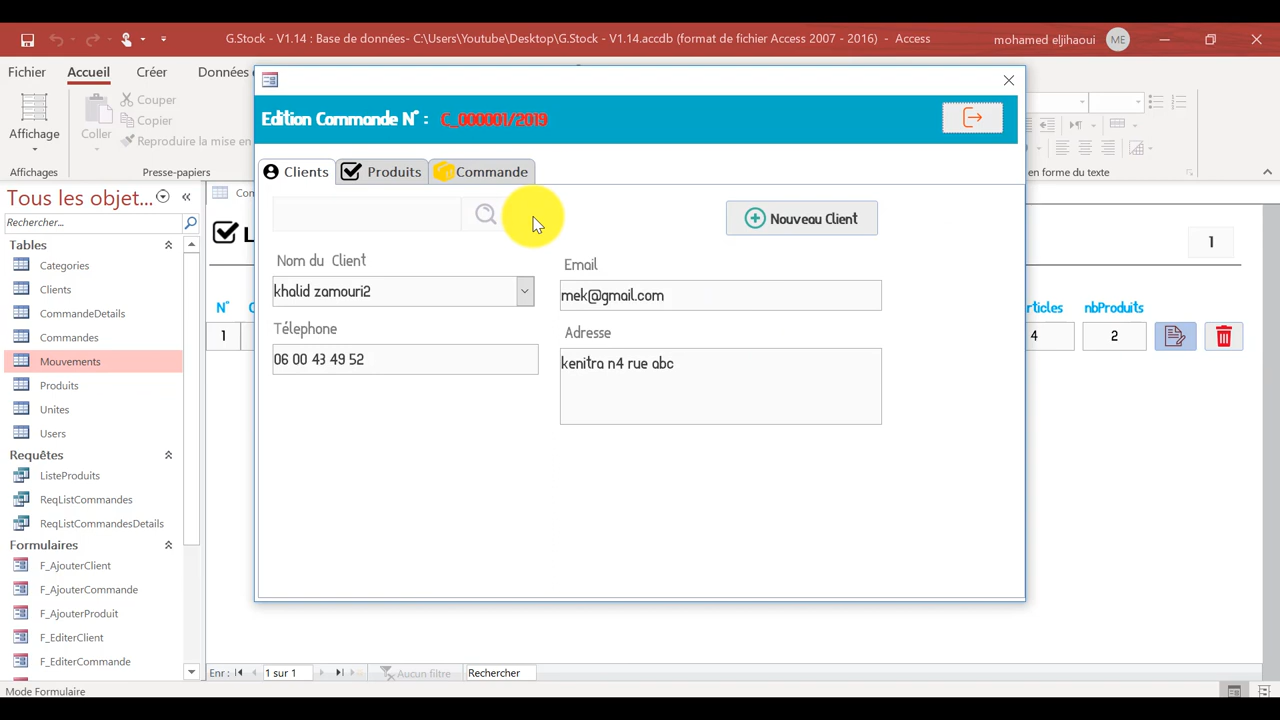 G.Stock - V1.14 : Base de données- C:\Users\Youtube\Desktop\G.Stock - V1.14.accdb (format de fichier Access 2007 - 2016) - Access
mohamed eljihaoui
ME
Fichier
Accueil
Créer
Données
Affichage
Affichages
Coller
Couper
Copier
Reproduire la mise en
Presse-papiers
en forme du texte
Edition Commande N° :
C_000001/2019
Clients
Produits
Commande
Nouveau Client
Nom du Client
khalid zamouri2
Télephone
06 00 43 49 52
Email
mek@gmail.com
Adresse
kenitra n4 rue abc
Tous les objet...
Rechercher...
Tables
Categories
Clients
CommandeDetails
Commandes
Mouvements
Produits
Unites
Users
Requêtes
ListeProduits
ReqListCommandes
ReqListCommandesDetails
Formulaires
F_AjouterClient
F_AjouterCommande
F_AjouterProduit
F_EditerClient
F_EditerCommande
Com
L
1
N°
C
rticles
nbProduits
1
4
2
Enr :
1 sur 1
Aucun filtre
Rechercher
Mode Formulaire